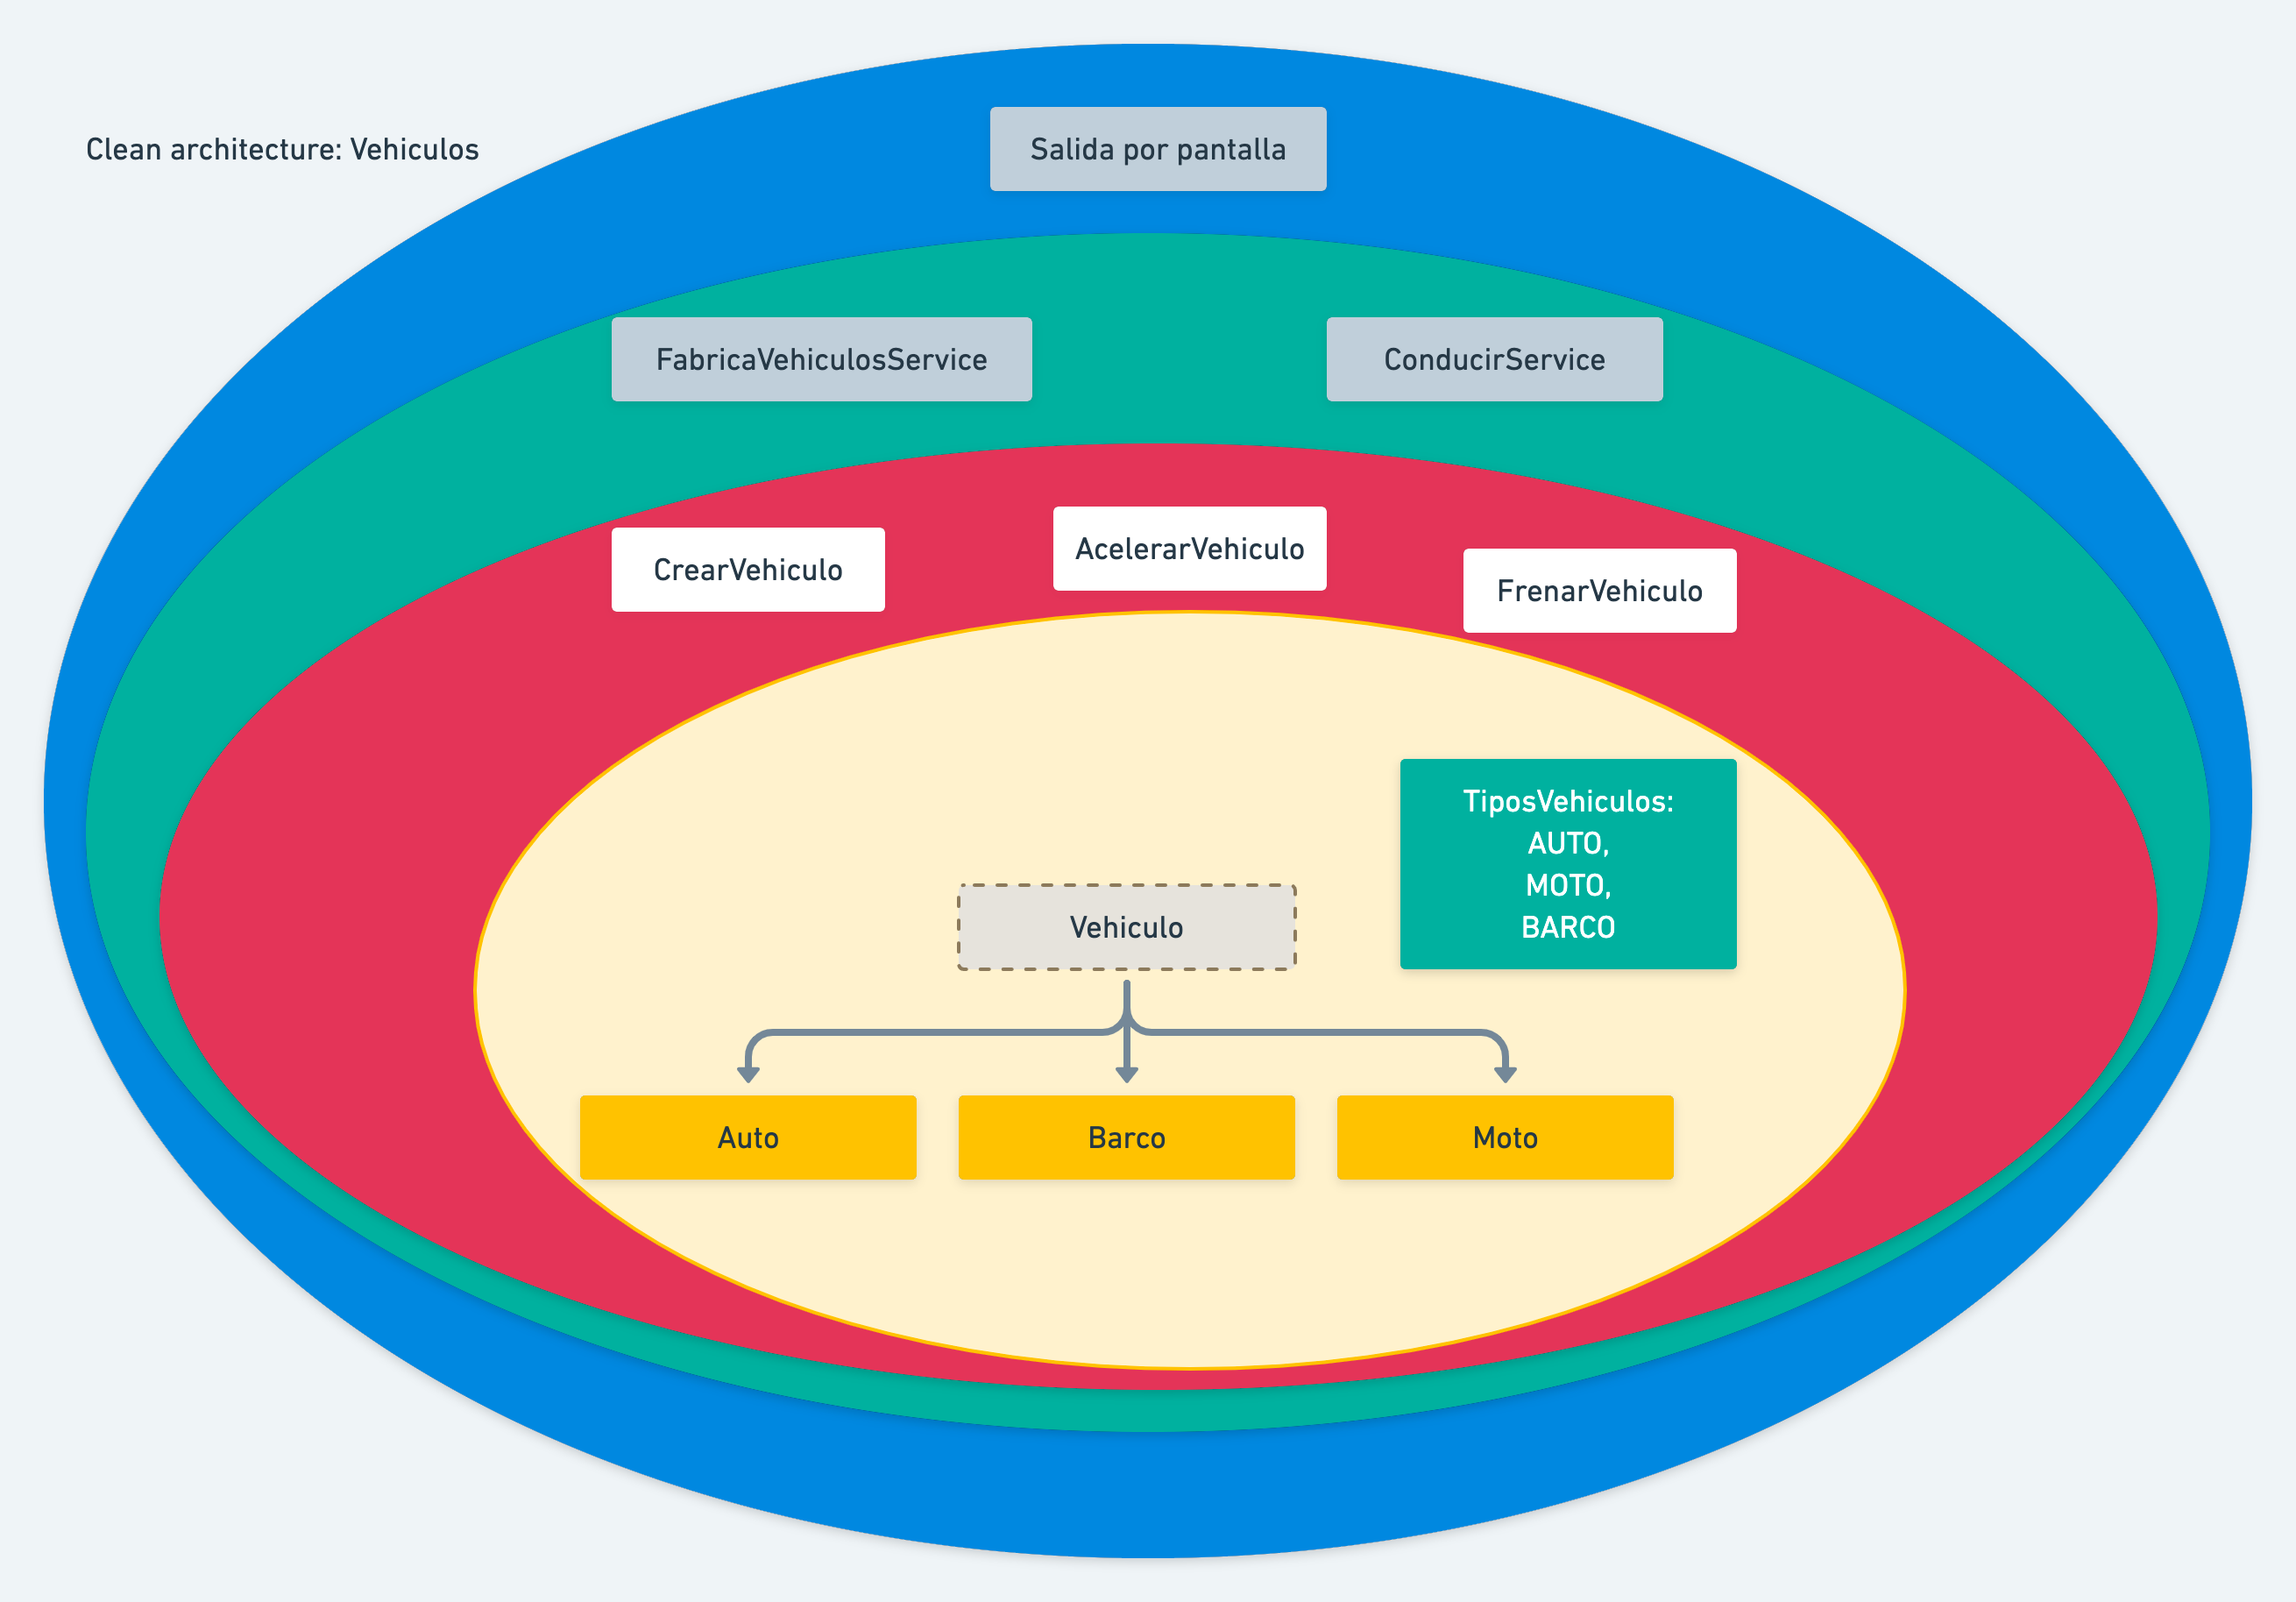 Clean architecture: Vehiculos
Salida por pantalla
FabricaVehiculosService
ConducirService
CrearVehiculo
AcelerarVehiculo
FrenarVehiculo
TiposVehiculos:
AUTO,
MOTO,
BARCO
Vehiculo
Auto
Barco
Moto